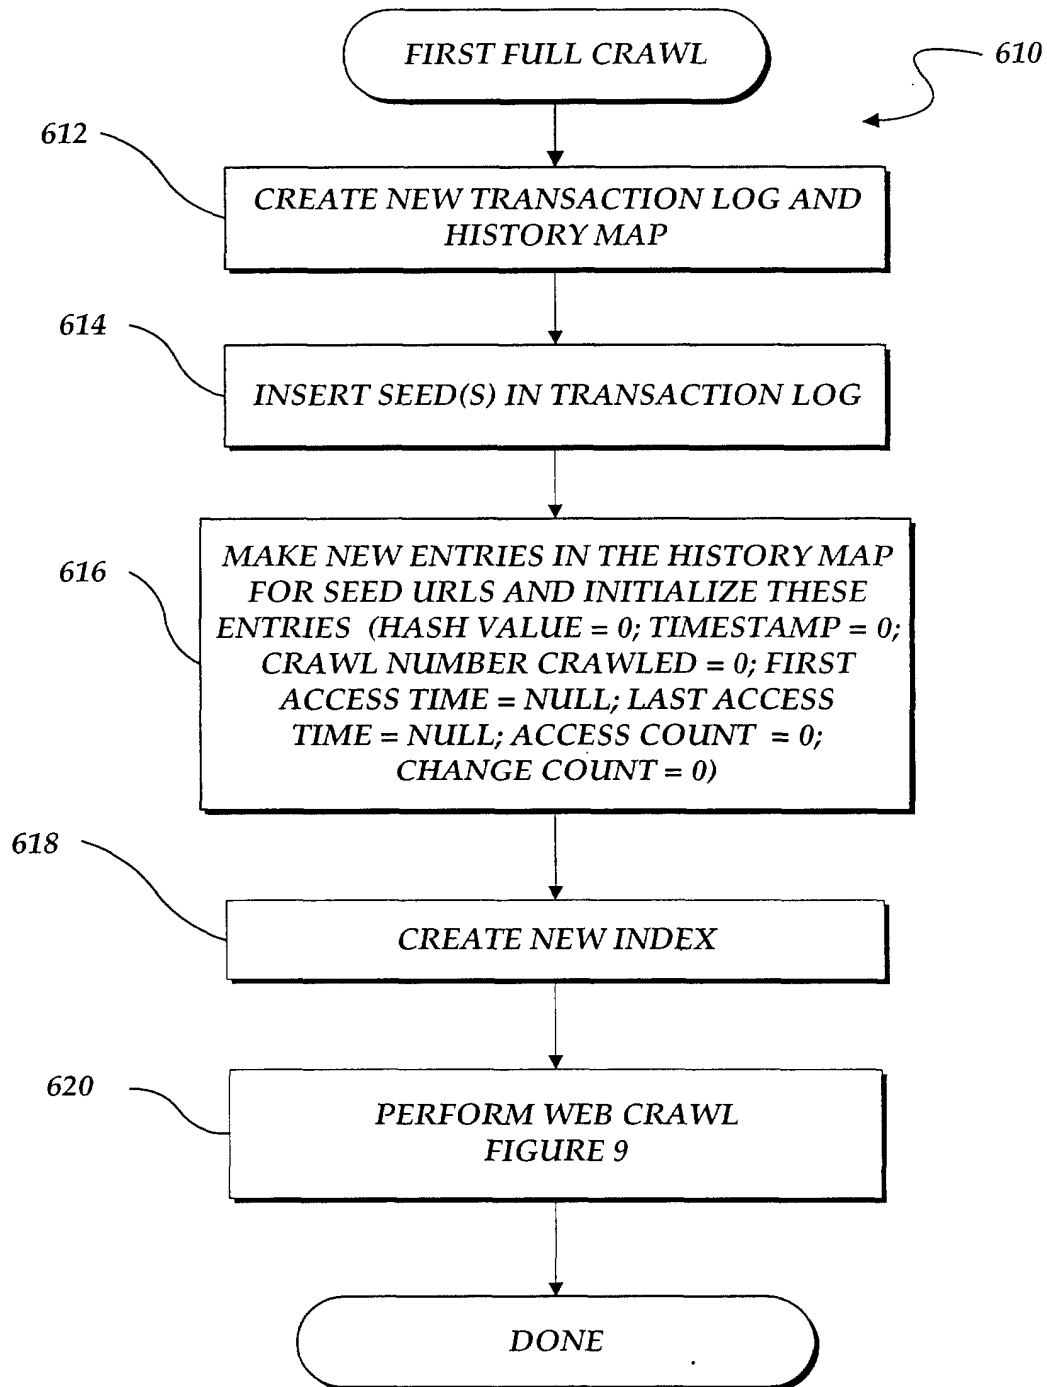 FIRST FULL CRAWL
610
612
CREATE NEW TRANSACTION LOG AND
HISTORY MAP
614
INSERT SEED(S) IN TRANSACTION LOG
616
MAKE NEW ENTRIES IN THE HISTORY MAP
FOR SEED URLS AND INITIALIZE THESE
ENTRIES (HASH VALUE = 0; TIMESTAMP = 0;
CRAWL NUMBER CRAWLED = 0; FIRST
ACCESS TIME = NULL; LAST ACCESS
TIME = NULL; ACCESS COUNT = 0;
CHANGE COUNT = 0)
618
CREATE NEW INDEX
620
PERFORM WEB CRAWL
FIGURE 9
DONE